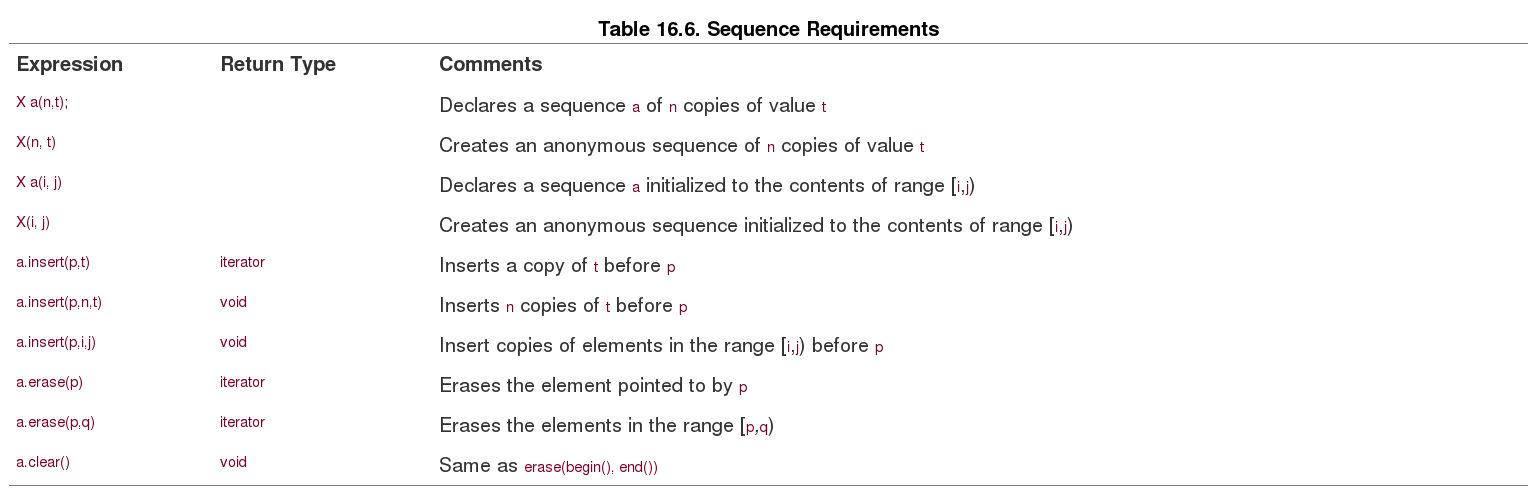 Table 16.6. Sequence Requirements
Expression Return Type Comments
X a(n,t); Declares a sequence a of n copies of value t
X(n, t) Creates an anonymous sequence of n copies of value t
X a(i, j) Declares a sequence a initialized to the contents of range [i,j)
X(i, j) Creates an anonymous sequence initialized to the contents of range [i,j)
a.insert(p,t) iterator Inserts a copy of t before p
a.insert(p,n,t) void Inserts n copies of t before p
a.insert(p,i,j) void Insert copies of elements in the range [i,j) before p
a.erase(p) iterator Erases the element pointed to by p
a.erase(p,q) iterator Erases the elements in the range [p,q)
a.clear() void Same as erase(begin(), end())